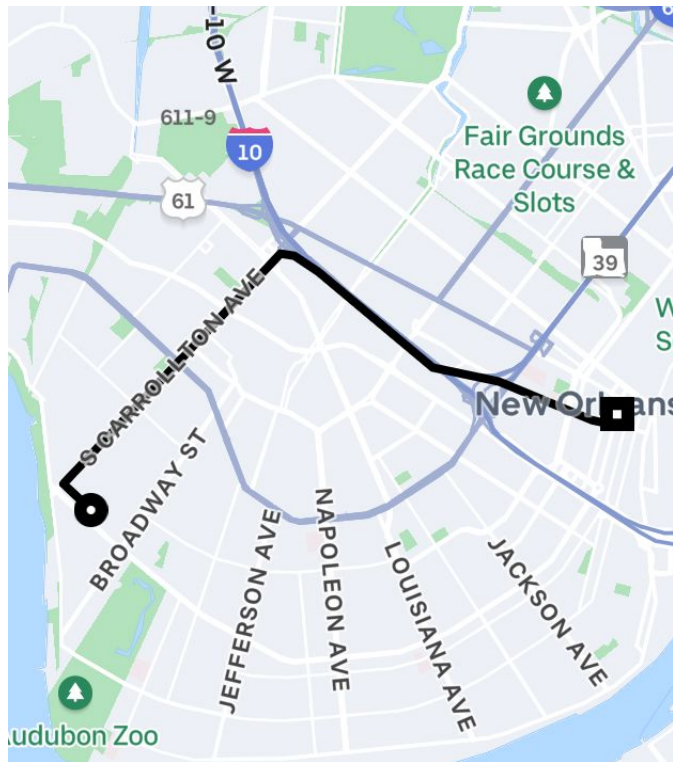 -10 W
6
611-9
10
Fair Grounds
Race Course &
Slots
61
39
S CARROLLTON AVE
W
S
New Orleans
BROADWAY ST
JEFFERSON AVE
NAPOLEON AVE
LOUISIANA AVE
JACKSON AVE
Audubon Zoo